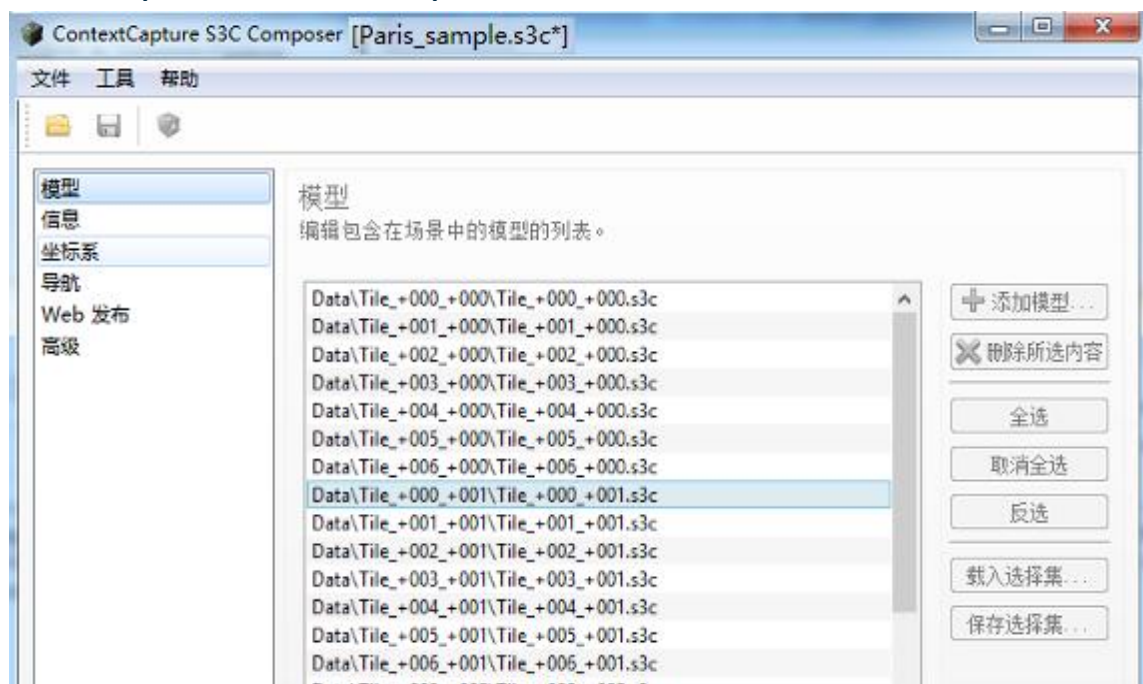 ContextCapture S3C Composer [Paris_sample.s3c*]
文件 工具 帮助
模型
信息
坐标系
导航
Web 发布
高级
模型
编辑包含在场景中的模型的列表。
Data\Tile_+000_+000\Tile_+000_+000.s3c
Data\Tile_+001_+000\Tile_+001_+000.s3c
Data\Tile_+002_+000\Tile_+002_+000.s3c
Data\Tile_+003_+000\Tile_+003_+000.s3c
Data\Tile_+004_+000\Tile_+004_+000.s3c
Data\Tile_+005_+000\Tile_+005_+000.s3c
Data\Tile_+006_+000\Tile_+006_+000.s3c
Data\Tile_+000_+001\Tile_+000_+001.s3c
Data\Tile_+001_+001\Tile_+001_+001.s3c
Data\Tile_+002_+001\Tile_+002_+001.s3c
Data\Tile_+003_+001\Tile_+003_+001.s3c
Data\Tile_+004_+001\Tile_+004_+001.s3c
Data\Tile_+005_+001\Tile_+005_+001.s3c
Data\Tile_+006_+001\Tile_+006_+001.s3c
添加模型...
删除所选内容
全选
取消全选
反选
载入选择集...
保存选择集...